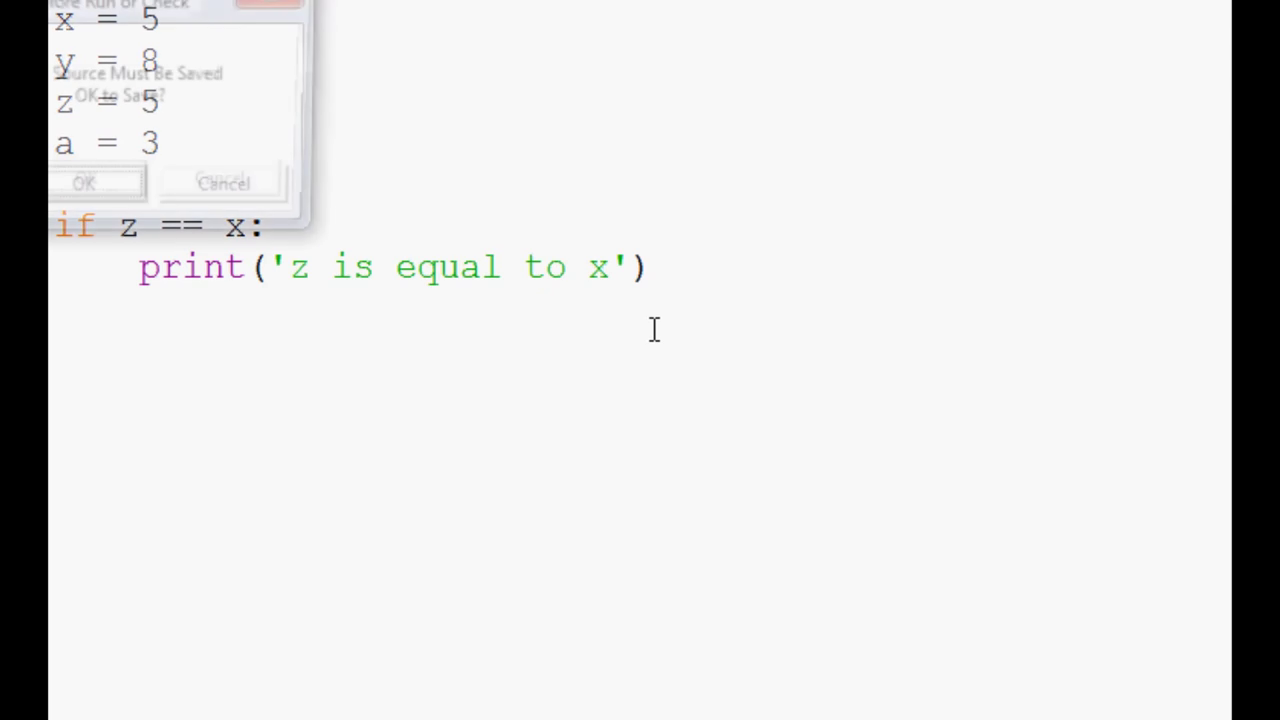 ore Run or Check
x = 5
y = 8
Source Must Be Saved
z = 5
OK to Save?
a = 3
OK
Cancel
if z == x:
print('z is equal to x')